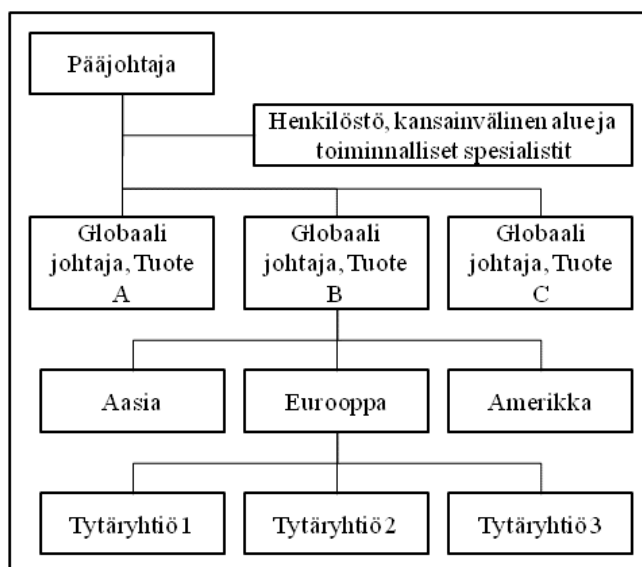 Pääjohtaja
Henkilöstö, kansainvälinen alue ja
toiminnalliset spesialistit
Globaali
johtaja, Tuote
A
Globaali
johtaja, Tuote
B
Globaali
johtaja, Tuote
C
Aasia
Eurooppa
Amerikka
Tytäryhtiö 1
Tytäryhtiö 2
Tytäryhtiö 3